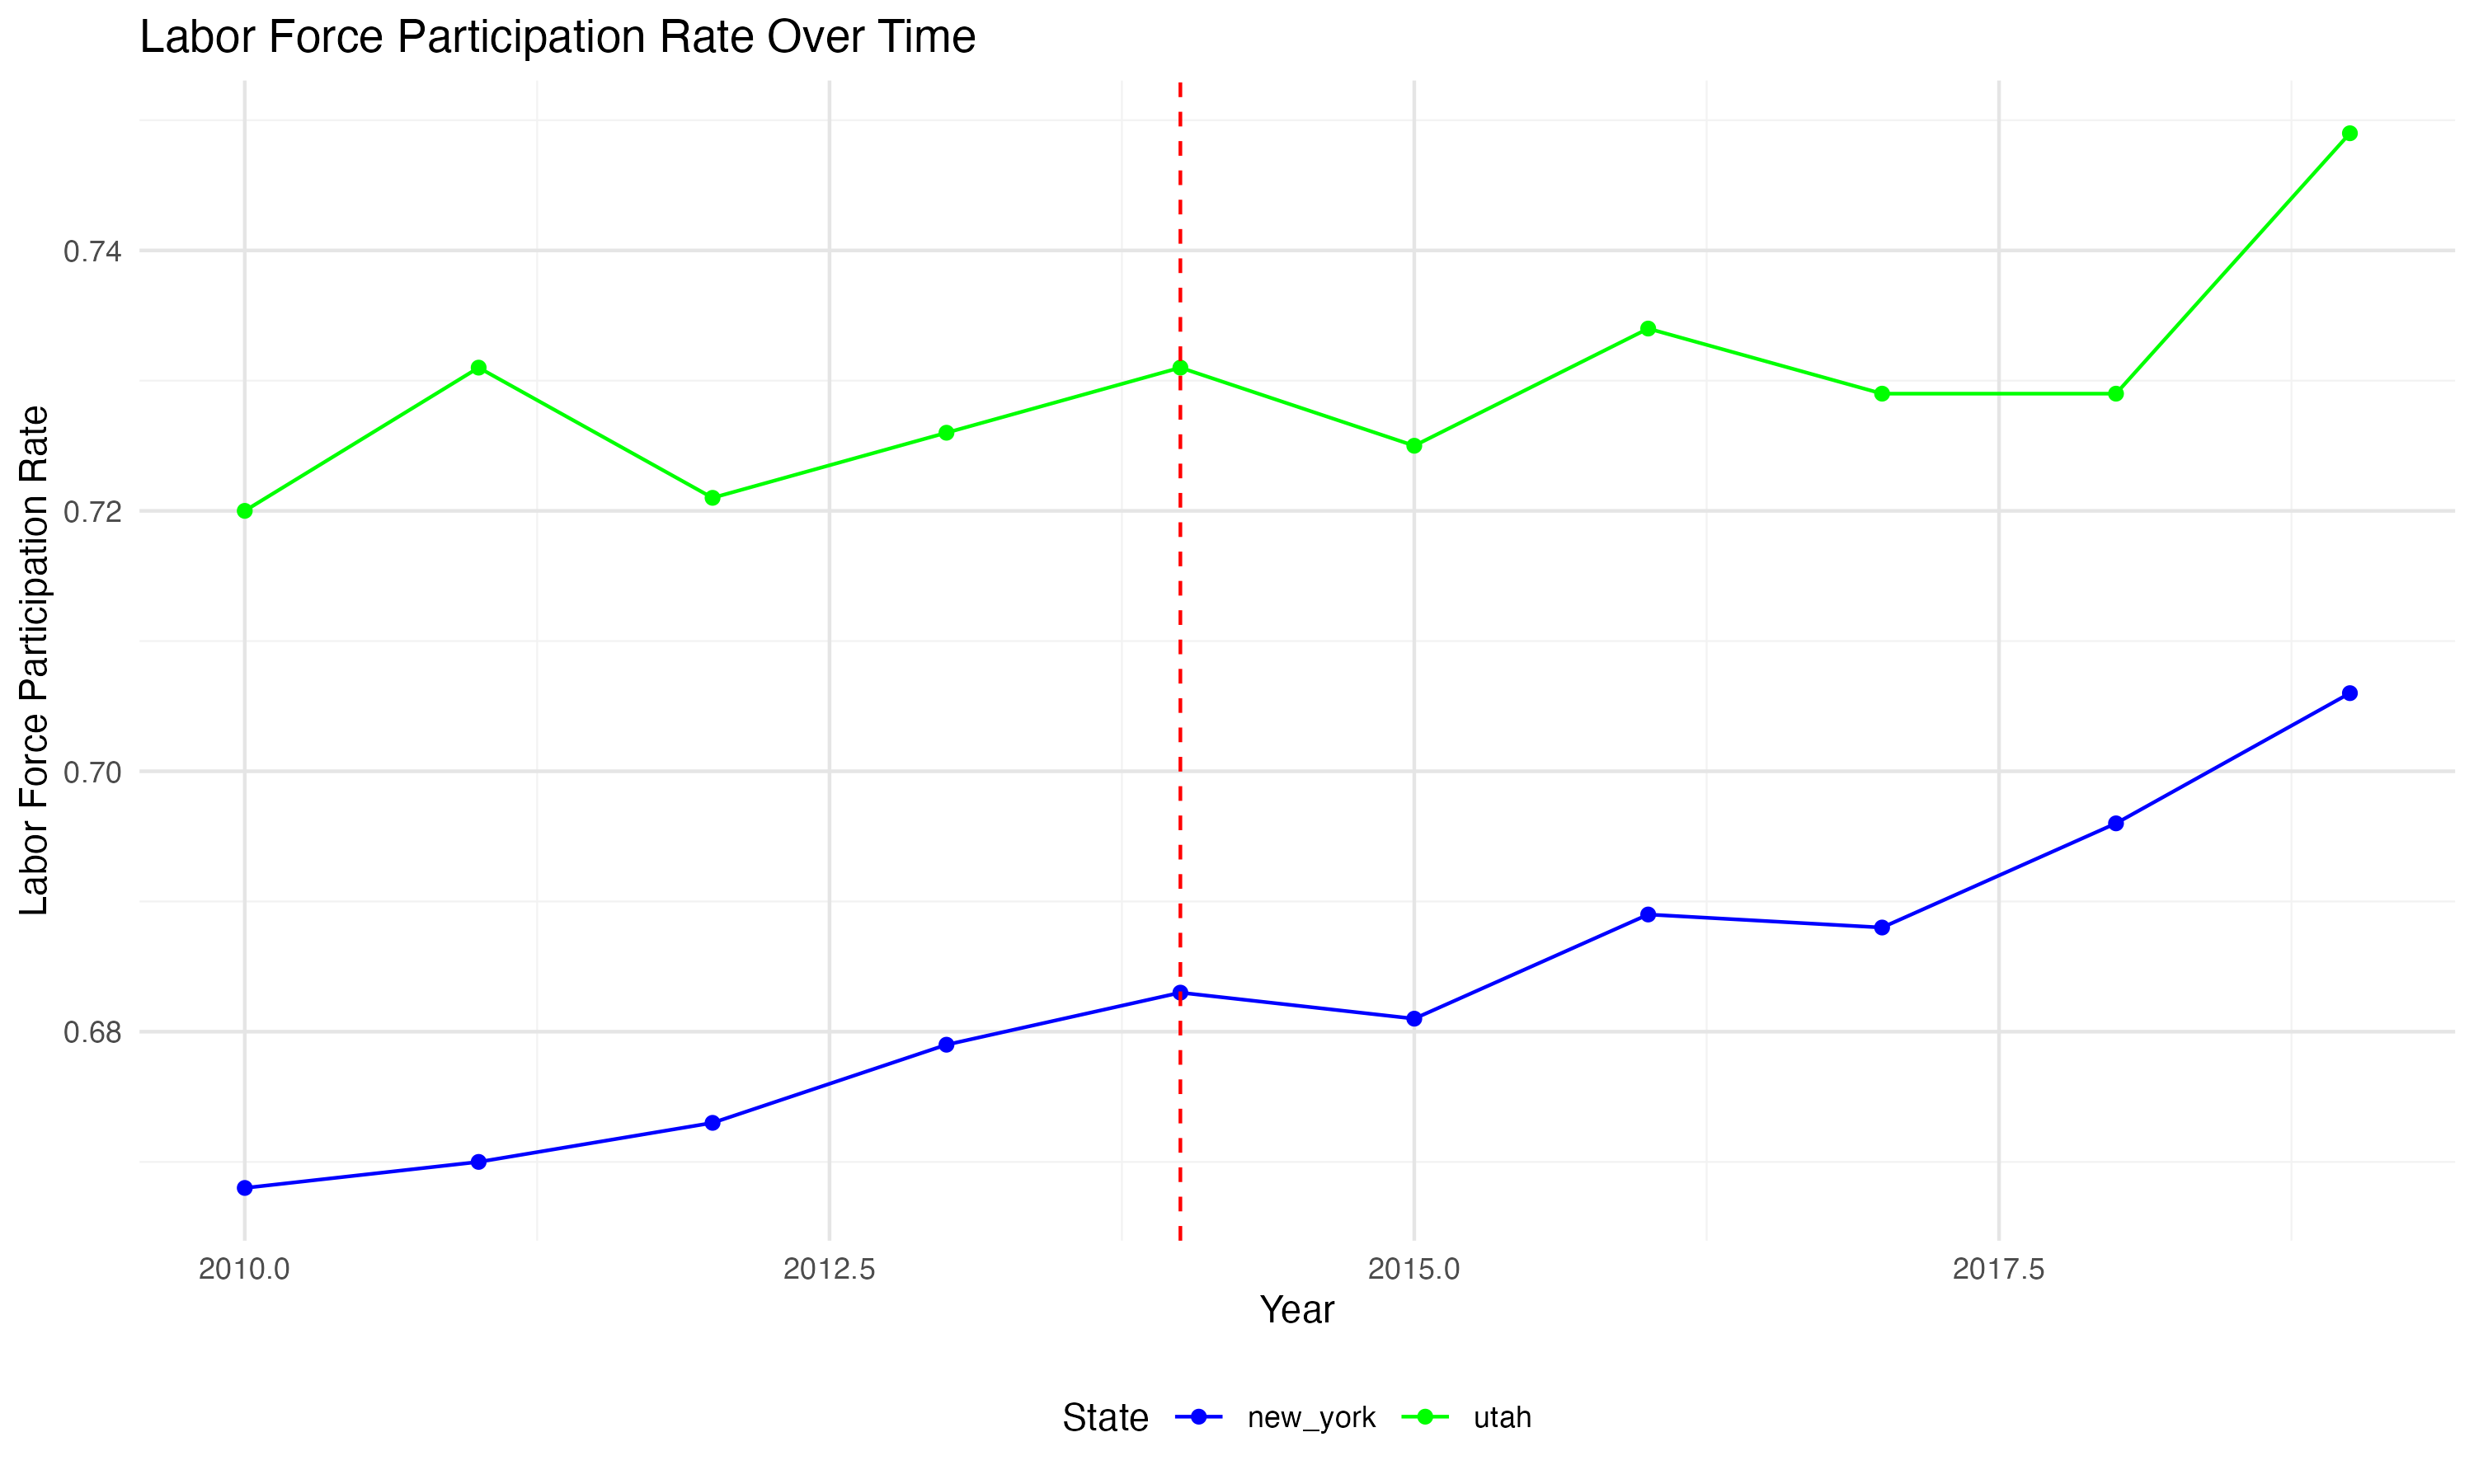 Labor Force Participation Rate Over Time
Labor Force Participation Rate
0.74
0.72
0.70
0.68
2010.0 2012.5 2015.0 2017.5
Year
State new_york utah